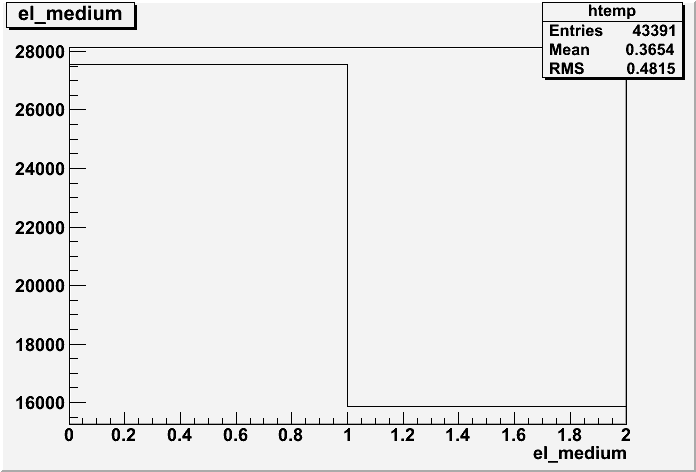 el_medium
htemp
Entries 43391
Mean 0.3654
RMS 0.4815
28000
26000
24000
22000
20000
18000
16000
0 0.2 0.4 0.6 0.8 1 1.2 1.4 1.6 1.8 2
el_medium